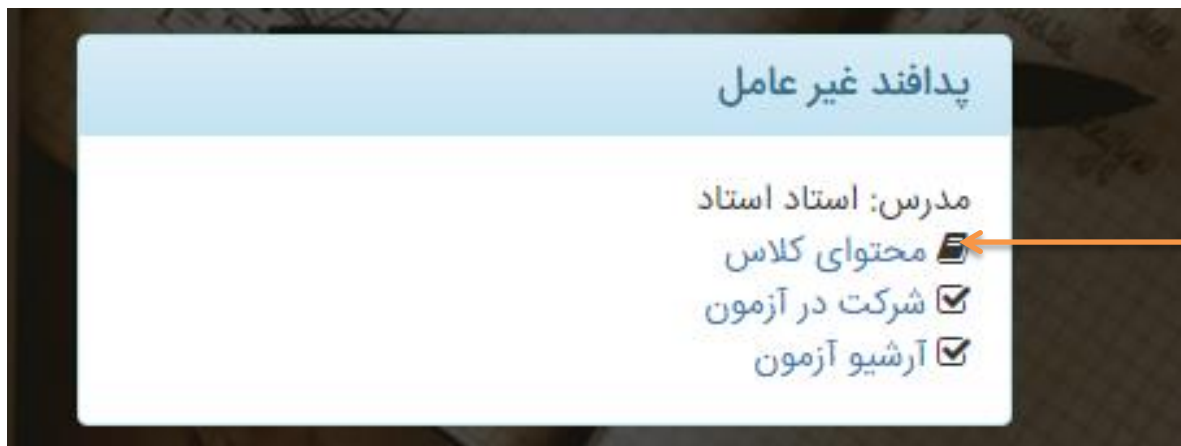 پدافند غیر عامل
مدرس: استاد استاد
محتوای کلاس
شرکت در آزمون
آرشیو آزمون